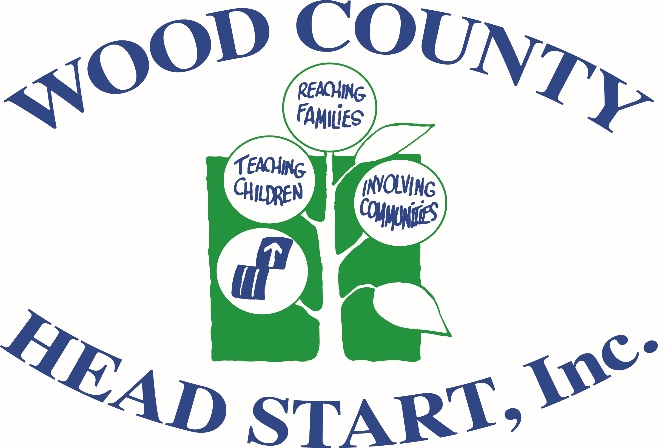 WOOD COUNTY
REACHING
FAMILIES
TEACHING
CHILDREN
INVOLVING
COMMUNITIES
HEAD START, Inc.